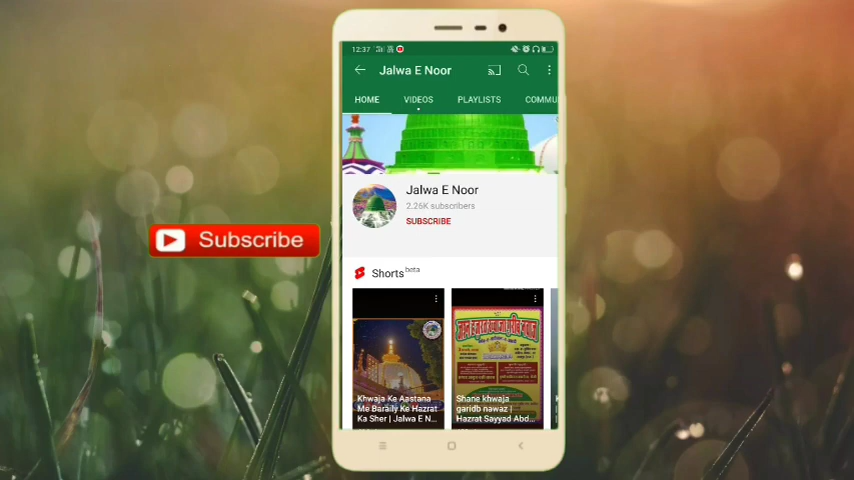 12:37
Jalwa E Noor
HOME VIDEOS PLAYLISTS COMMU
Jalwa E Noor
2.26K subscribers
SUBSCRIBE
Subscribe
Shorts beta
Khwaja Ke Aastana
Me Baraily Ke Hazrat
Ka Sher | Jalwa E N...
Shane khwaja
garidb nawaz |
Hazrat Sayyad Abd...